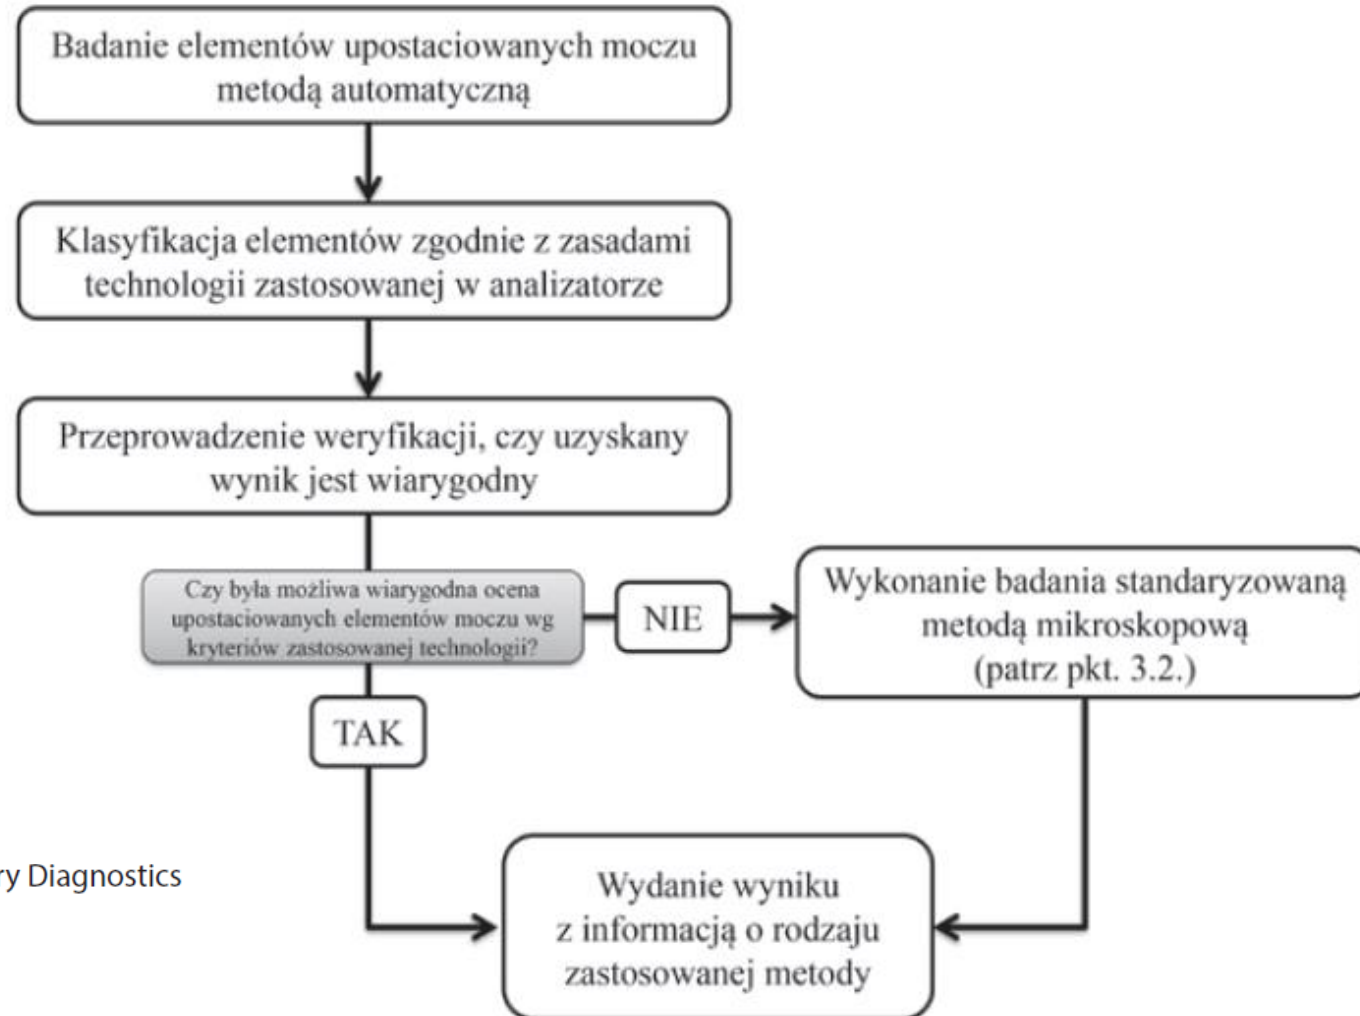 Badanie elementów upostaciowanych moczu
metodą automatyczną
Klasyfikacja elementów zgodnie z zasadami
technologii zastosowanej w analizatorze
Przeprowadzenie weryfikacji, czy uzyskany
wynik jest wiarygodny
Czy była możliwa wiarygodna ocena
upostaciowanych elementów moczu wg
kryteriów zastosowanej technologii?
NIE
Wykonanie badania standaryzowaną
metodą mikroskopową
(patrz pkt. 3.2.)
TAK
ry Diagnostics
Wydanie wyniku
z informacją o rodzaju
zastosowanej metody